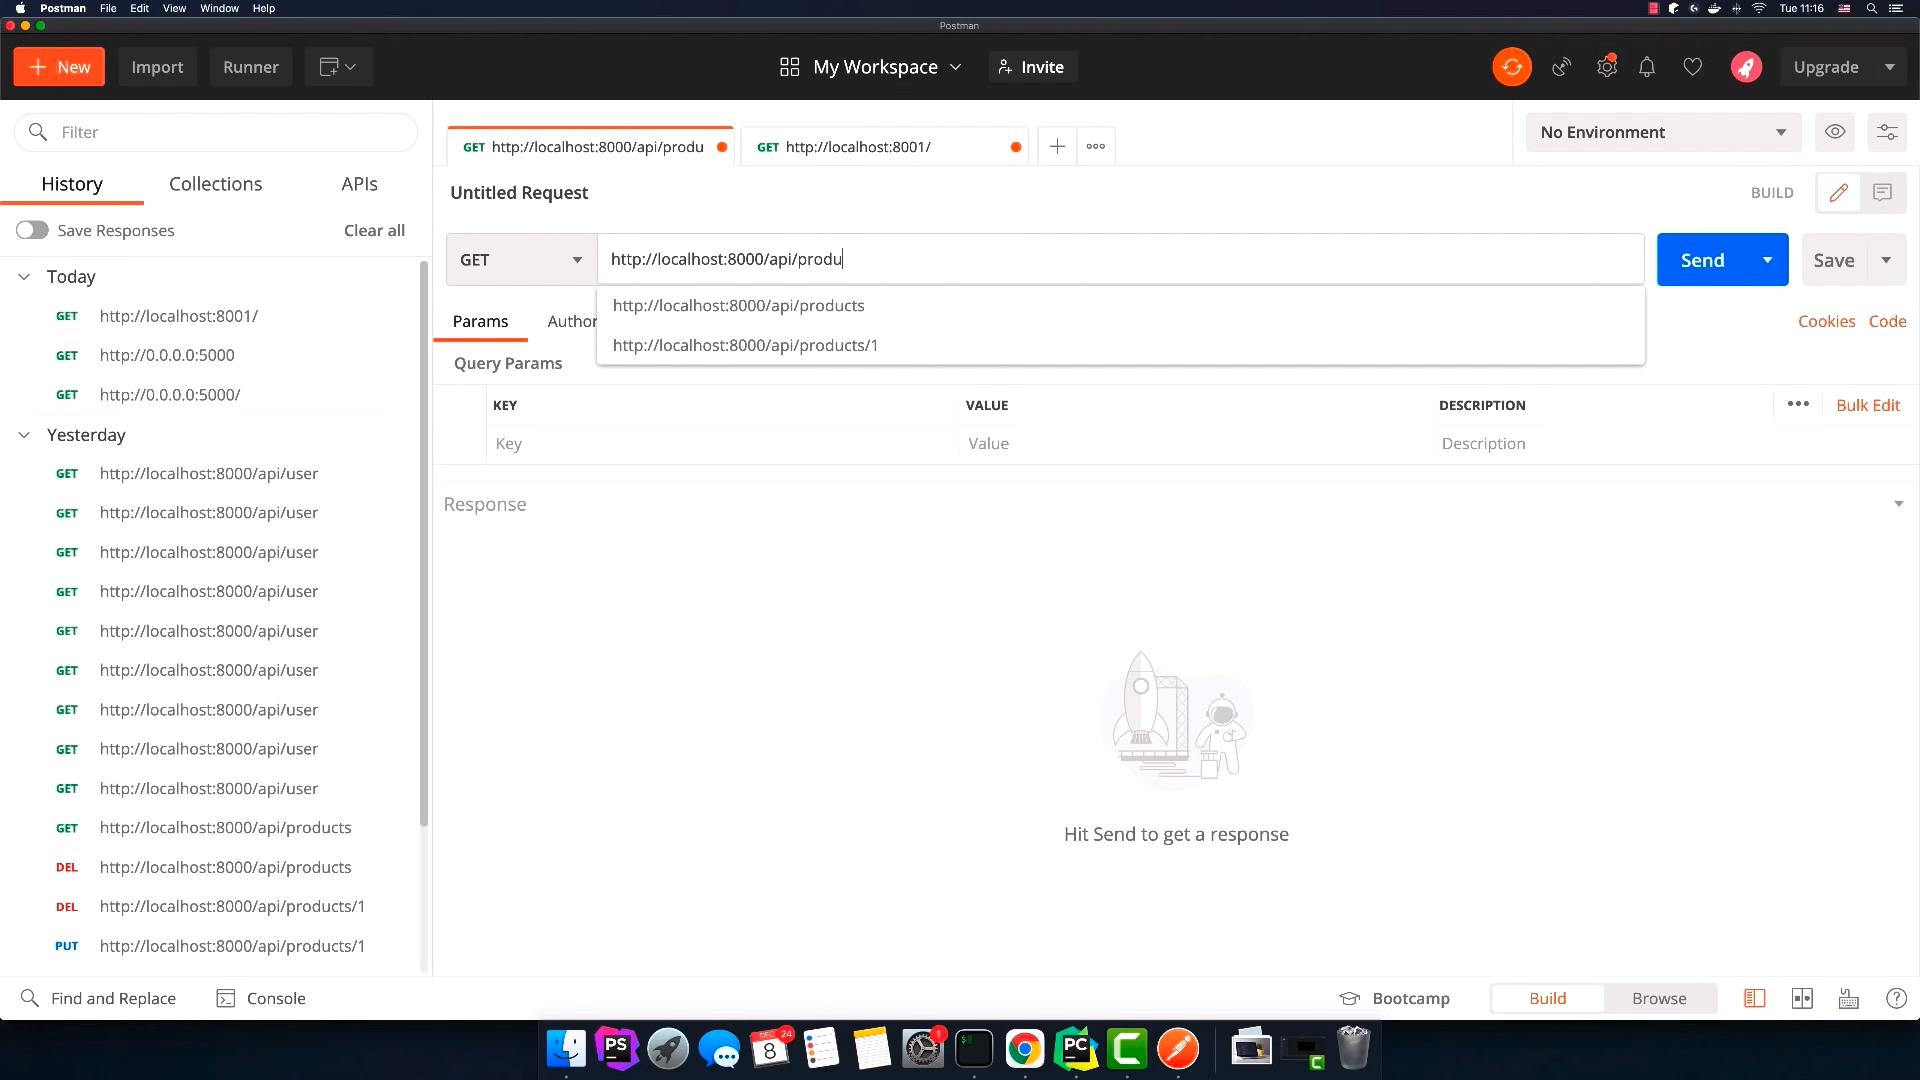 Postman File Edit View Window Help Tue 11:16
Postman
New Import Runner My Workspace Invite Upgrade
Filter
History Collections APIs
Save Responses Clear all
Today
GET http://localhost:8001/
GET http://0.0.0.0:5000
GET http://0.0.0.0:5000/
Yesterday
GET http://localhost:8000/api/user
GET http://localhost:8000/api/user
GET http://localhost:8000/api/user
GET http://localhost:8000/api/user
GET http://localhost:8000/api/user
GET http://localhost:8000/api/user
GET http://localhost:8000/api/user
GET http://localhost:8000/api/user
GET http://localhost:8000/api/user
GET http://localhost:8000/api/products
DEL http://localhost:8000/api/products
DEL http://localhost:8000/api/products/1
PUT http://localhost:8000/api/products/1
GET http://localhost:8000/api/produ GET http://localhost:8001/
No Environment
Untitled Request BUILD
GET http://localhost:8000/api/produ Send Save
http://localhost:8000/api/products
http://localhost:8000/api/products/1
Params Author Cookies Code
Query Params
KEY VALUE DESCRIPTION Bulk Edit
Key Value Description
Response
Hit Send to get a response
Find and Replace Console Bootcamp Build Browse
PS DEC 8 24 1 $ PC C